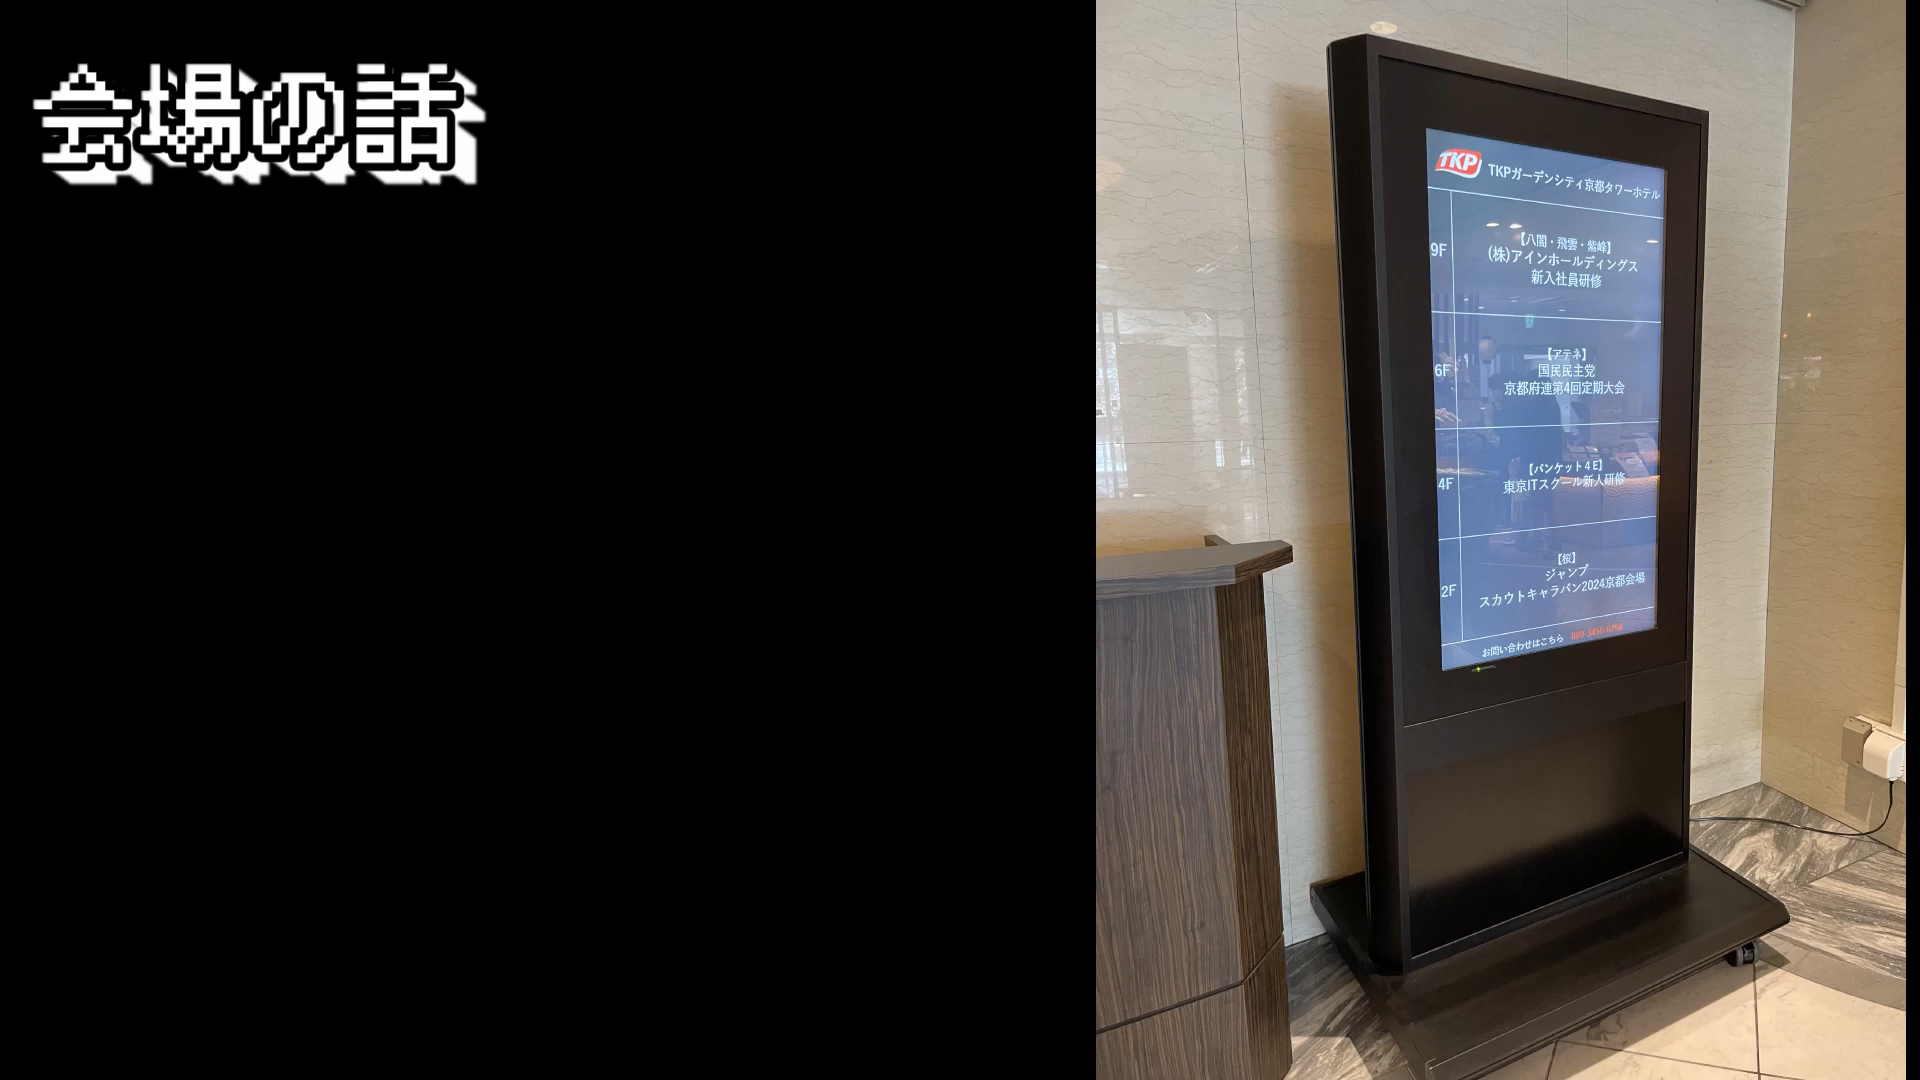 会場の話
TKP TKPガーデンシティ京都タワーホテル
9F
【八閣・飛雲・紫峰】
(株)アインホールディングス
新入社員研修
6F
【アテネ】
国民民主党
京都府連第4回定期大会
4F
【バンケット4E】
東京ITスクール新人研修
2F
【桜】
ジャンプ
スカウトキャラバン2024京都会場
お問い合わせはこちら